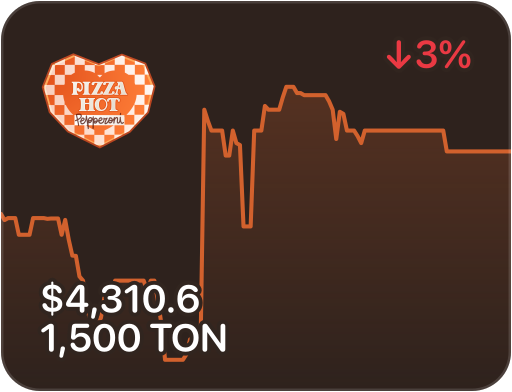 ↓3%
PIZZA
HOT
Pepperoni
$4,310.6
1,500 TON